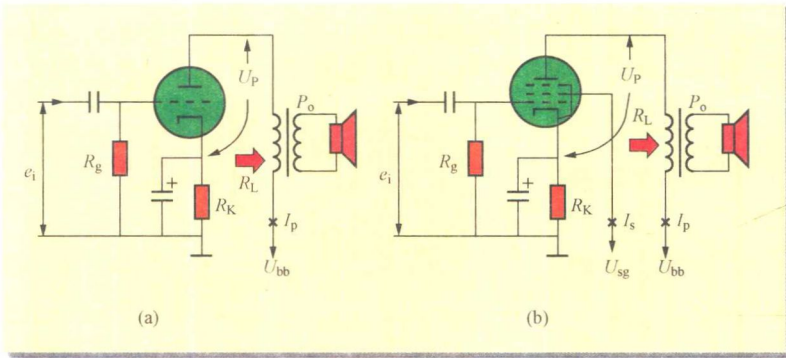 U_P
P_o
R_g
e_i
R_L
R_K
I_p
U_bb
(a)
U_P
P_o
R_L
R_g
e_i
R_K
I_s
I_p
U_sg
U_bb
(b)